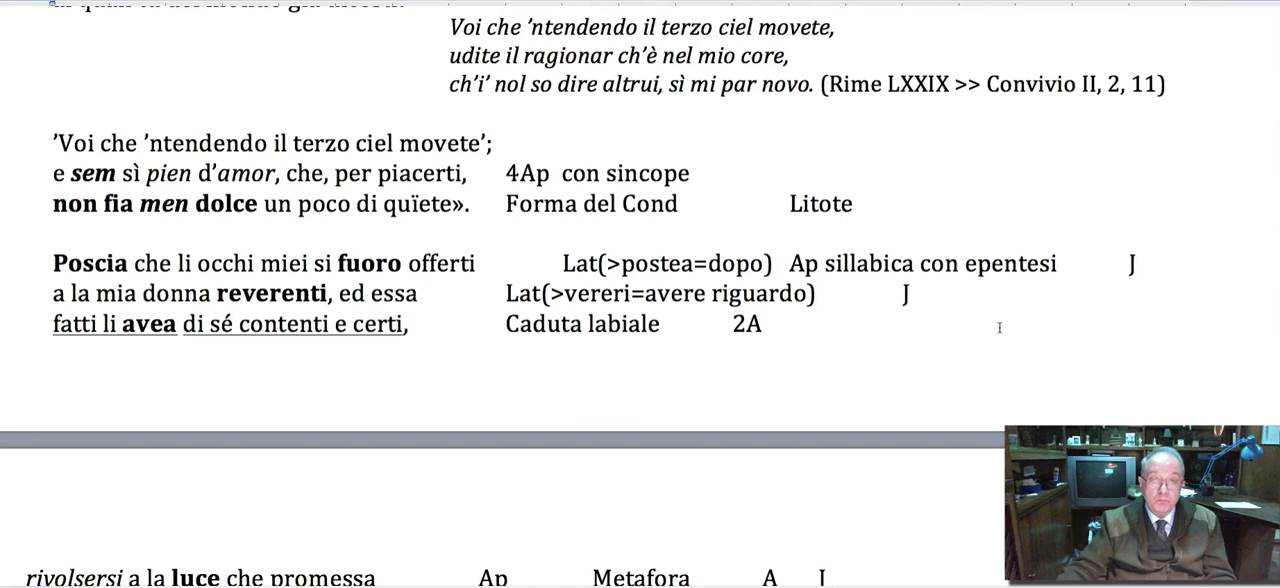 Voi che ’ntendendo il terzo ciel movete,
udite il ragionar ch’è nel mio core,
ch’i’ nol so dire altrui, sì mi par novo. (Rime LXXIX >> Convivio II, 2, 11)
’Voi che ’ntendendo il terzo ciel movete’;
e sem sì pien d’amor, che, per piacerti, 4Ap con sincope
non fia men dolce un poco di quïete». Forma del Cond Litote
Poscia che li occhi miei si fuoro offerti Lat(>postea=dopo) Ap sillabica con epentesi J
a la mia donna reverenti, ed essa Lat(>vereri=avere riguardo) J
fatti li avea di sé contenti e certi, Caduta labiale 2A
rivolsersi a la luce che promessa Ap Metafora A J